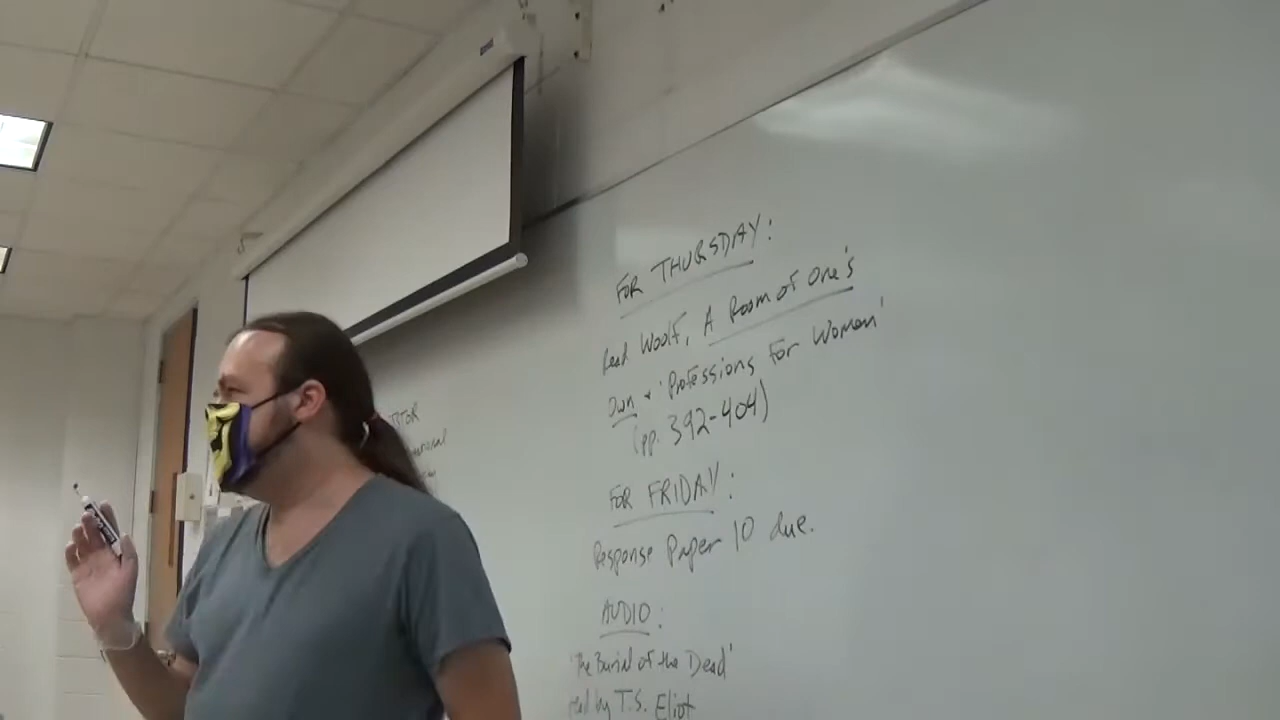 FOR THURSDAY:
Read Woolf, A Room of One's
Own + 'Professions For Women'
(pp. 392-404)
FOR FRIDAY:
Response Paper 10 due.
AUDIO:
'The Burial of the Dead'
by T.S. Eliot